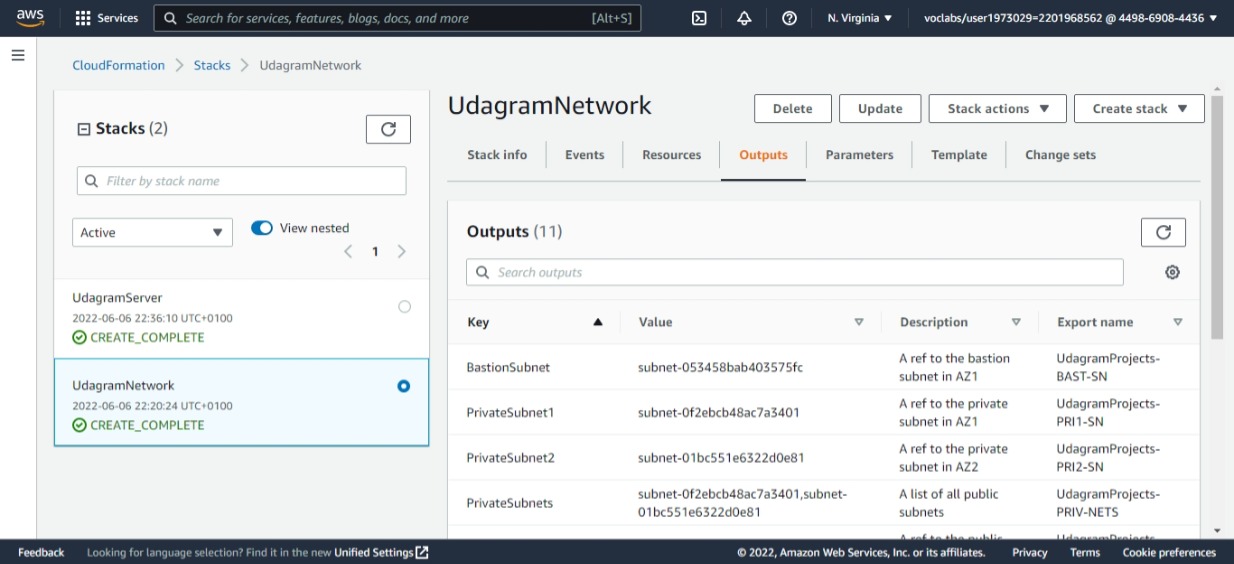 aws
Services
Search for services, features, blogs, docs, and more
[Alt+S]
N. Virginia
voclabs/user1973029=2201968562 @ 4498-6908-4436
CloudFormation
Stacks
UdagramNetwork
Stacks (2)
Filter by stack name
Active
View nested
1
UdagramServer
2022-06-06 22:36:10 UTC+0100
CREATE_COMPLETE
UdagramNetwork
2022-06-06 22:20:24 UTC+0100
CREATE_COMPLETE
UdagramNetwork
Delete
Update
Stack actions
Create stack
Stack info
Events
Resources
Outputs
Parameters
Template
Change sets
Outputs (11)
Search outputs
Key
Value
Description
Export name
BastionSubnet
subnet-053458bab403575fc
A ref to the bastion
subnet in AZ1
UdagramProjects-
BAST-SN
PrivateSubnet1
subnet-0f2ebcb48ac7a3401
A ref to the private
subnet in AZ1
UdagramProjects-
PRI1-SN
PrivateSubnet2
subnet-01bc551e6322d0e81
A ref to the private
subnet in AZ2
UdagramProjects-
PRI2-SN
PrivateSubnets
subnet-0f2ebcb48ac7a3401,subnet-
01bc551e6322d0e81
A list of all public
subnets
UdagramProjects-
PRIV-NETS
A ref to the public
Feedback
Looking for language selection? Find it in the new Unified Settings
© 2022, Amazon Web Services, Inc. or its affiliates.
Privacy
Terms
Cookie preferences